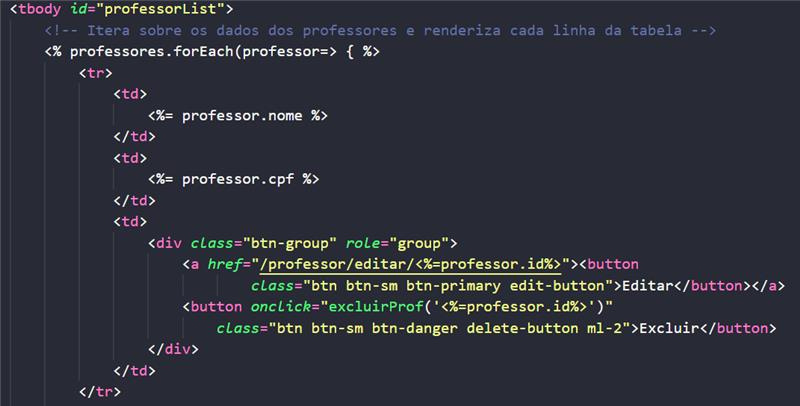 <tbody id="professorList">
<!-- Itera sobre os dados dos professores e renderiza cada linha da tabela -->
<% professores.forEach(professor=> { %>
<tr>
<td>
<%= professor.nome %>
</td>
<td>
<%= professor.cpf %>
</td>
<td>
<div class="btn-group" role="group">
<a href="/professor/editar/<%=professor.id%>"><button
class="btn btn-sm btn-primary edit-button">Editar</button></a>
<button onclick="excluirProf('<%=professor.id%>')"
class="btn btn-sm btn-danger delete-button ml-2">Excluir</button>
</div>
</td>
</tr>